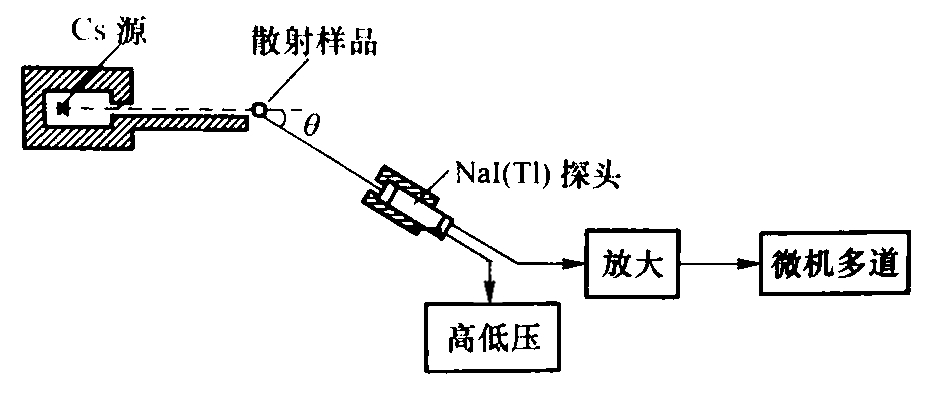 Cs 源
散射样品
θ
NaI(Tl) 探头
放大
微机多道
高低压